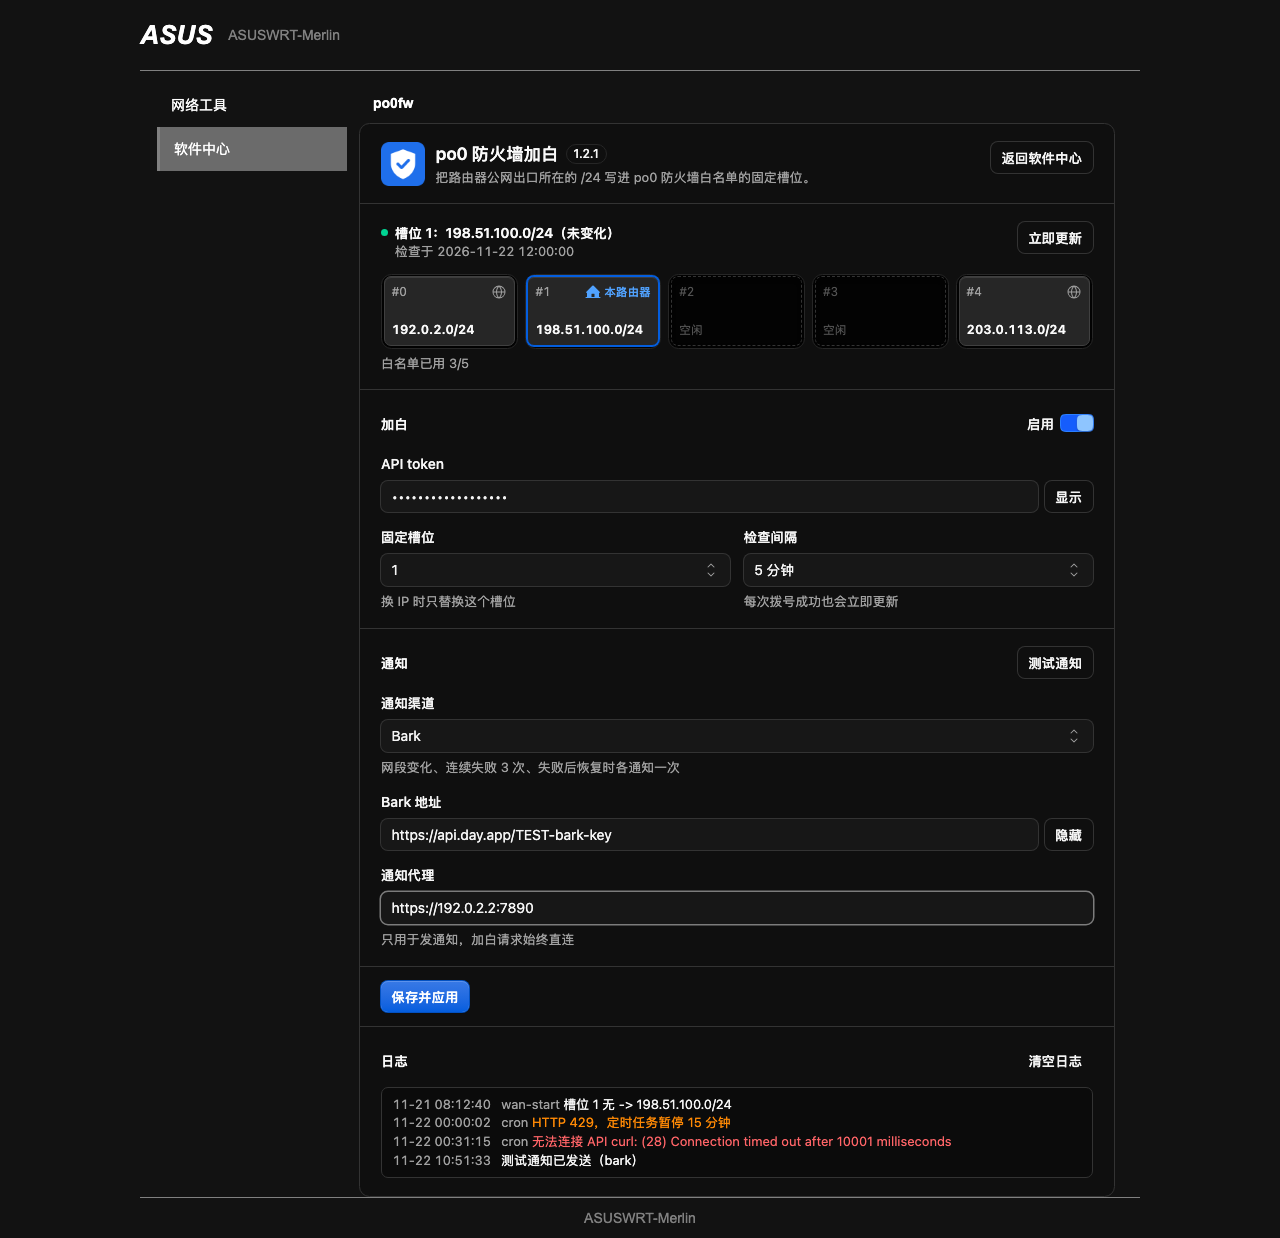 ASUS ASUSWRT-Merlin
网络工具
软件中心
po0fw
po0 防火墙加白 1.2.1
把路由器公网出口所在的 /24 写进 po0 防火墙白名单的固定槽位。
返回软件中心
槽位 1：198.51.100.0/24（未变化）
检查于 2026-11-22 12:00:00
立即更新
#0
192.0.2.0/24
#1 本路由器
198.51.100.0/24
#2
空闲
#3
空闲
#4
203.0.113.0/24
白名单已用 3/5
加白
启用
API token
••••••••••••••••••
显示
固定槽位
1
换 IP 时只替换这个槽位
检查间隔
5 分钟
每次拨号成功也会立即更新
通知
测试通知
通知渠道
Bark
网段变化、连续失败 3 次、失败后恢复时各通知一次
Bark 地址
https://api.day.app/TEST-bark-key
隐藏
通知代理
https://192.0.2.2:7890
只用于发通知，加白请求始终直连
保存并应用
日志
清空日志
11-21 08:12:40 wan-start 槽位 1 无 -> 198.51.100.0/24
11-22 00:00:02 cron HTTP 429，定时任务暂停 15 分钟
11-22 00:31:15 cron 无法连接 API curl: (28) Connection timed out after 10001 milliseconds
11-22 10:51:33 测试通知已发送（bark）
ASUSWRT-Merlin